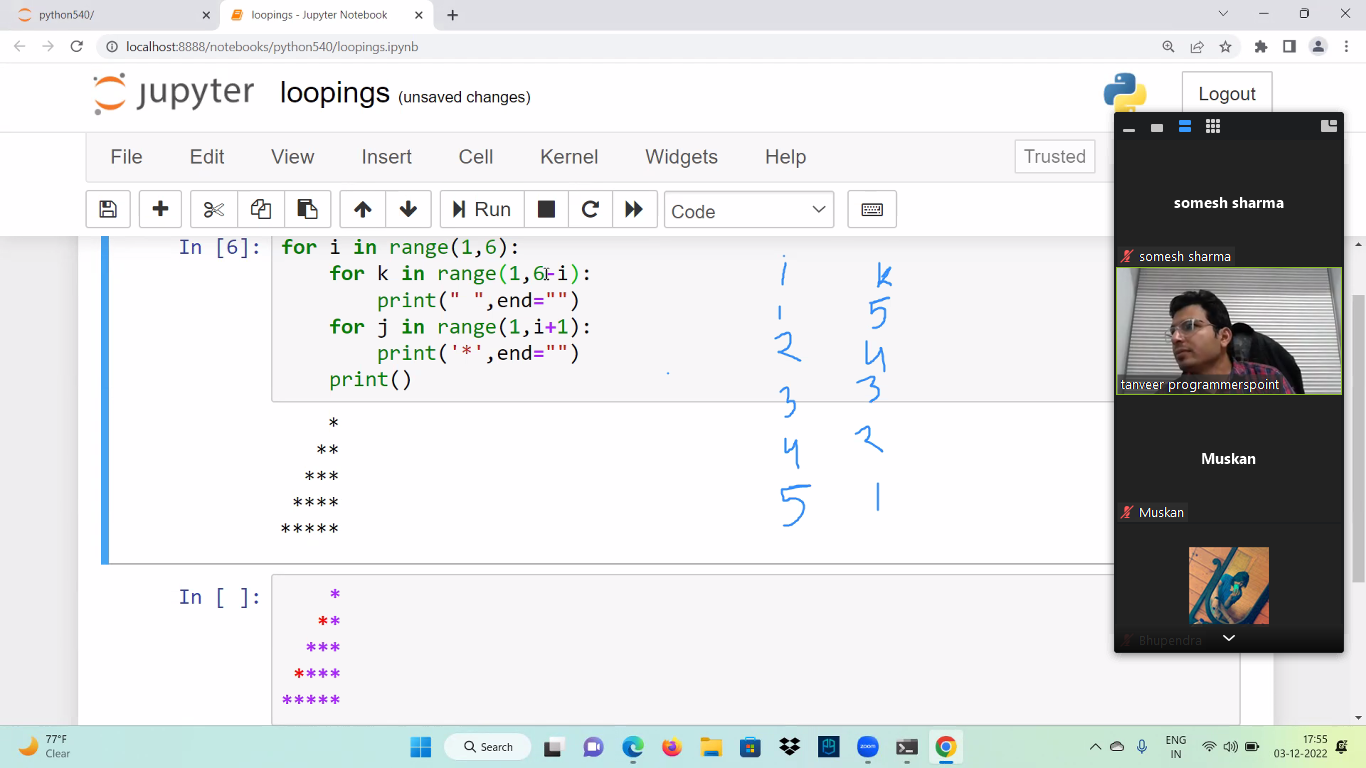 python540/
loopings - Jupyter Notebook
localhost:8888/notebooks/python540/loopings.ipynb
jupyter loopings (unsaved changes)
Logout
File Edit View Insert Cell Kernel Widgets Help
Trusted
Run
Code
In [6]: for i in range(1,6):
for k in range(1,6-i):
print(" ",end="")
for j in range(1,i+1):
print('*',end="")
print()
*
**
***
****
*****
i k
1 5
2 4
3 3
4 2
5 1
In [ ]: *
**
***
****
*****
somesh sharma
somesh sharma
tanveer programmerspoint
Muskan
Muskan
Bhupendra
77°F
Clear
Search
ENG
IN
17:55
03-12-2022